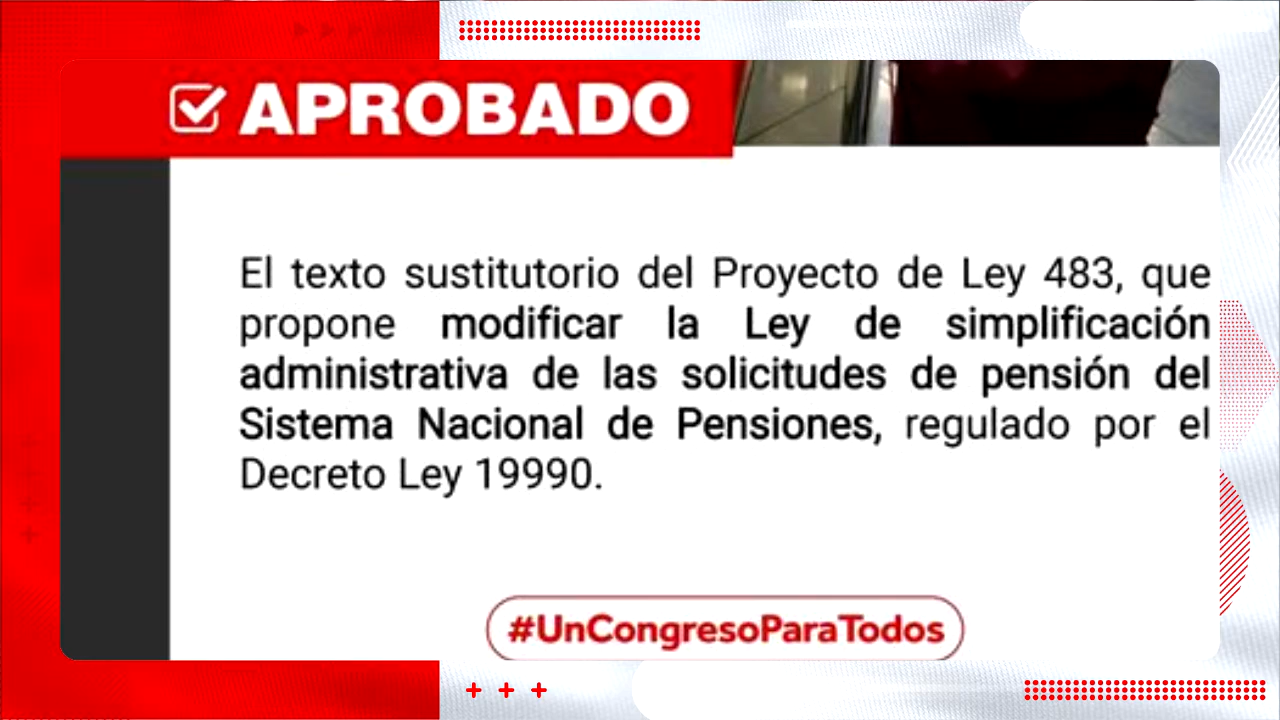 APROBADO
El texto sustitutorio del Proyecto de Ley 483, que
propone modificar la Ley de simplificación
administrativa de las solicitudes de pensión del
Sistema Nacional de Pensiones, regulado por el
Decreto Ley 19990.
#UnCongresoParaTodos